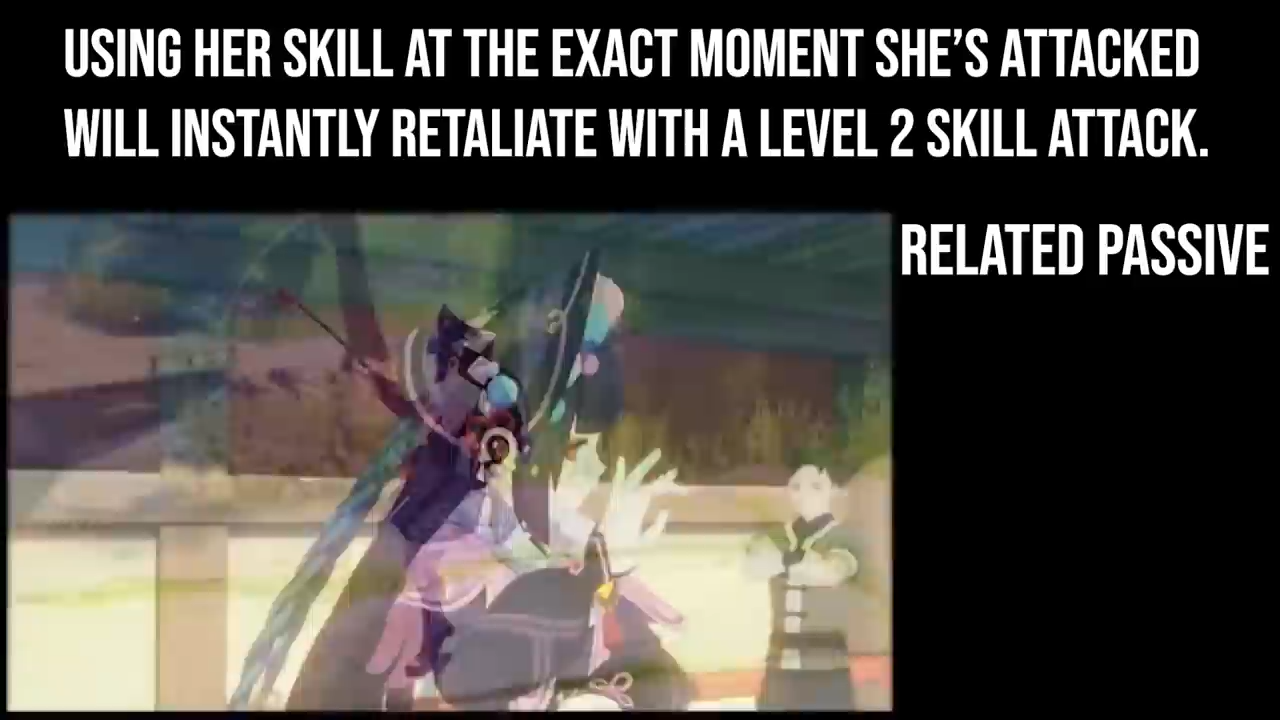 USING HER SKILL AT THE EXACT MOMENT SHE'S ATTACKED
WILL INSTANTLY RETALIATE WITH A LEVEL 2 SKILL ATTACK.
RELATED PASSIVE